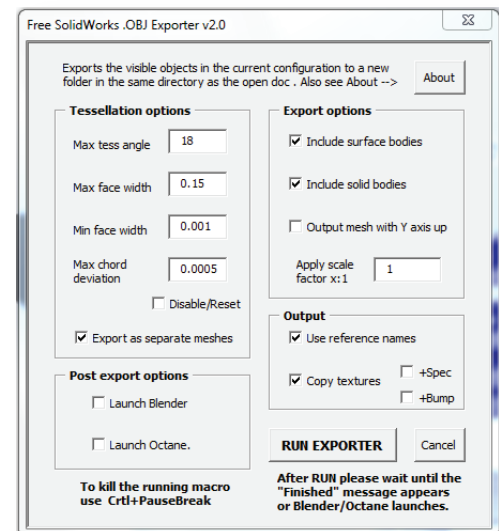 Free SolidWorks .OBJ Exporter v2.0
Exports the visible objects in the current configuration to a new
folder in the same directory as the open doc . Also see About -->
About
Tessellation options
Max tess angle
18
Max face width
0.15
Min face width
0.001
Max chord
deviation
0.0005
Disable/Reset
Export as separate meshes
Post export options
Launch Blender
Launch Octane.
To kill the running macro
use Crtl+PauseBreak
Export options
Include surface bodies
Include solid bodies
Output mesh with Y axis up
Apply scale
factor x:1
1
Output
Use reference names
Copy textures
+Spec
+Bump
RUN EXPORTER
Cancel
After RUN please wait until the
"Finished" message appears
or Blender/Octane launches.